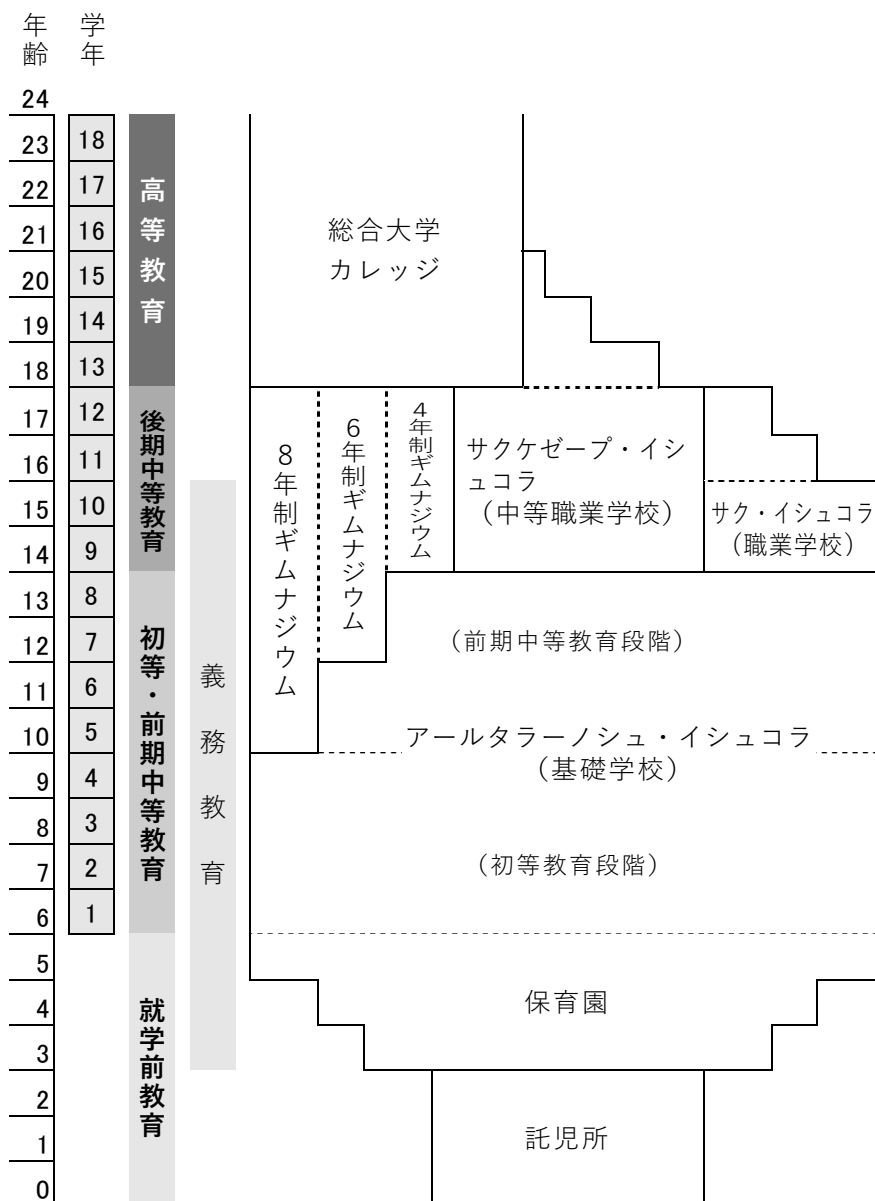 年齢
学年
24
23
22
21
20
19
18
17
16
15
14
13
12
11
10
9
8
7
6
5
4
3
2
1
0
18
17
16
15
14
13
12
11
10
9
8
7
6
5
4
3
2
1
高等教育
後期中等教育
初等・前期中等教育
就学前教育
義務教育
総合大学
カレッジ
8年制ギムナジウム
6年制ギムナジウム
4年制ギムナジウム
サクケゼープ・イシ
ュコラ
（中等職業学校）
サク・イシュコラ
（職業学校）
（前期中等教育段階）
アールタラーノシュ・イシュコラ
（基礎学校）
（初等教育段階）
保育園
託児所